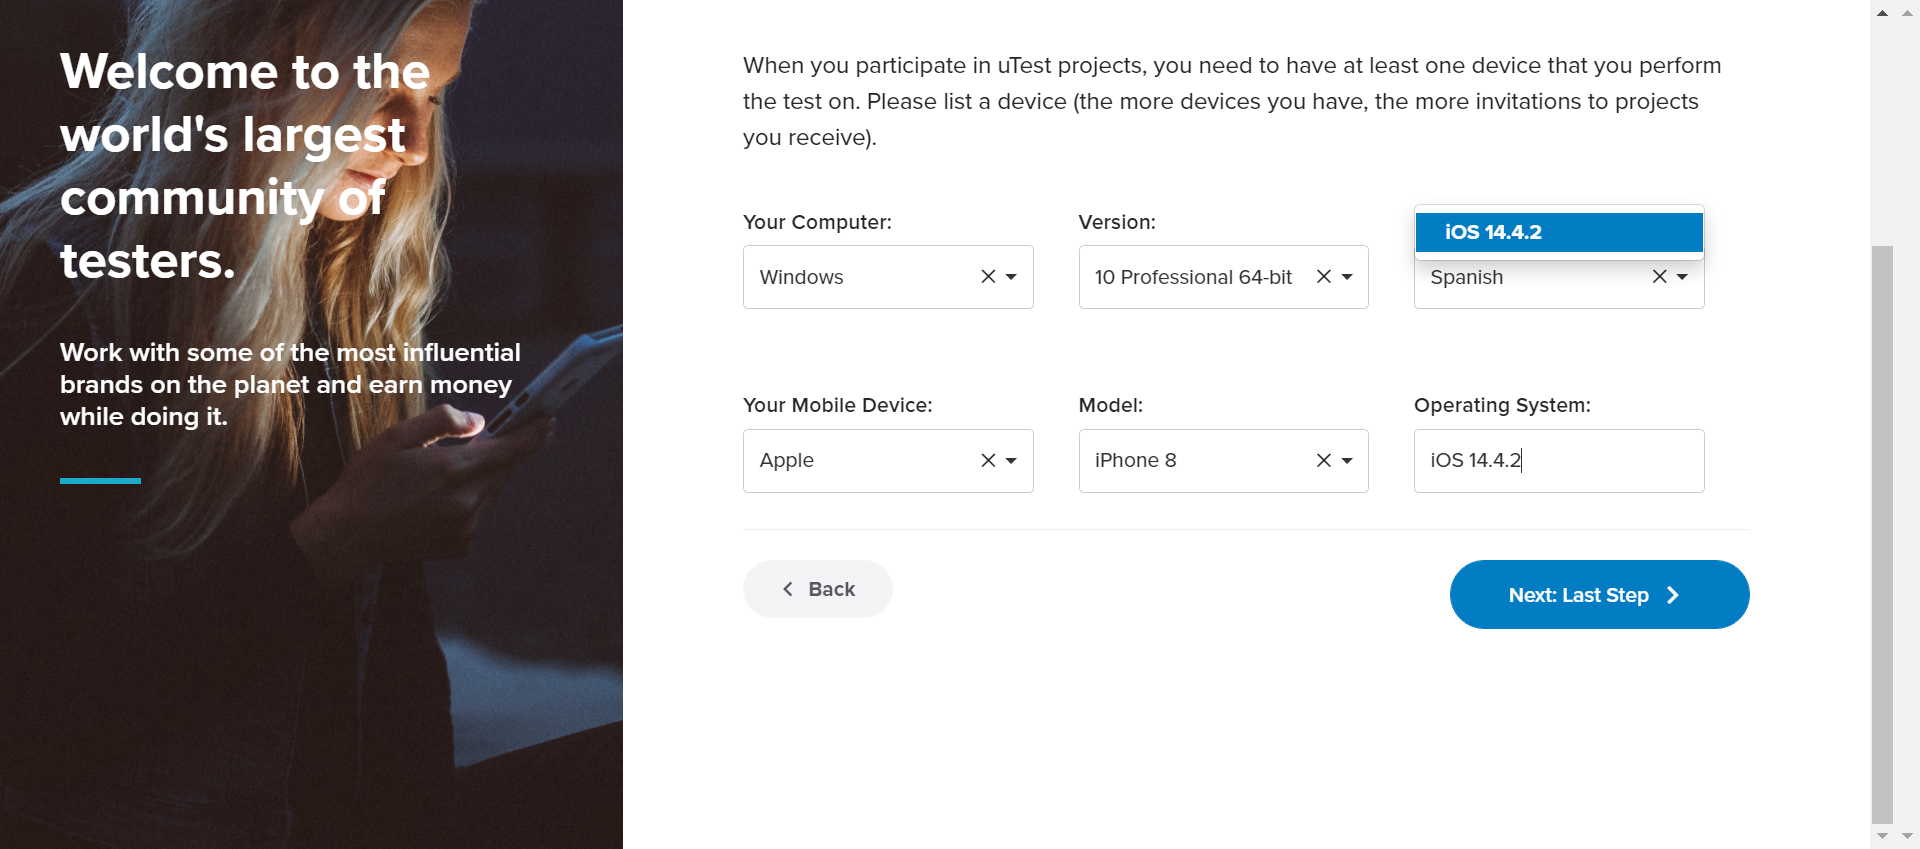 Welcome to the
world's largest
community of
testers.
Work with some of the most influential
brands on the planet and earn money
while doing it.
When you participate in uTest projects, you need to have at least one device that you perform
the test on. Please list a device (the more devices you have, the more invitations to projects
you receive).
Your Computer:
Windows
Version:
10 Professional 64-bit
iOS 14.4.2
Spanish
Your Mobile Device:
Apple
Model:
iPhone 8
Operating System:
iOS 14.4.2
Back
Next: Last Step